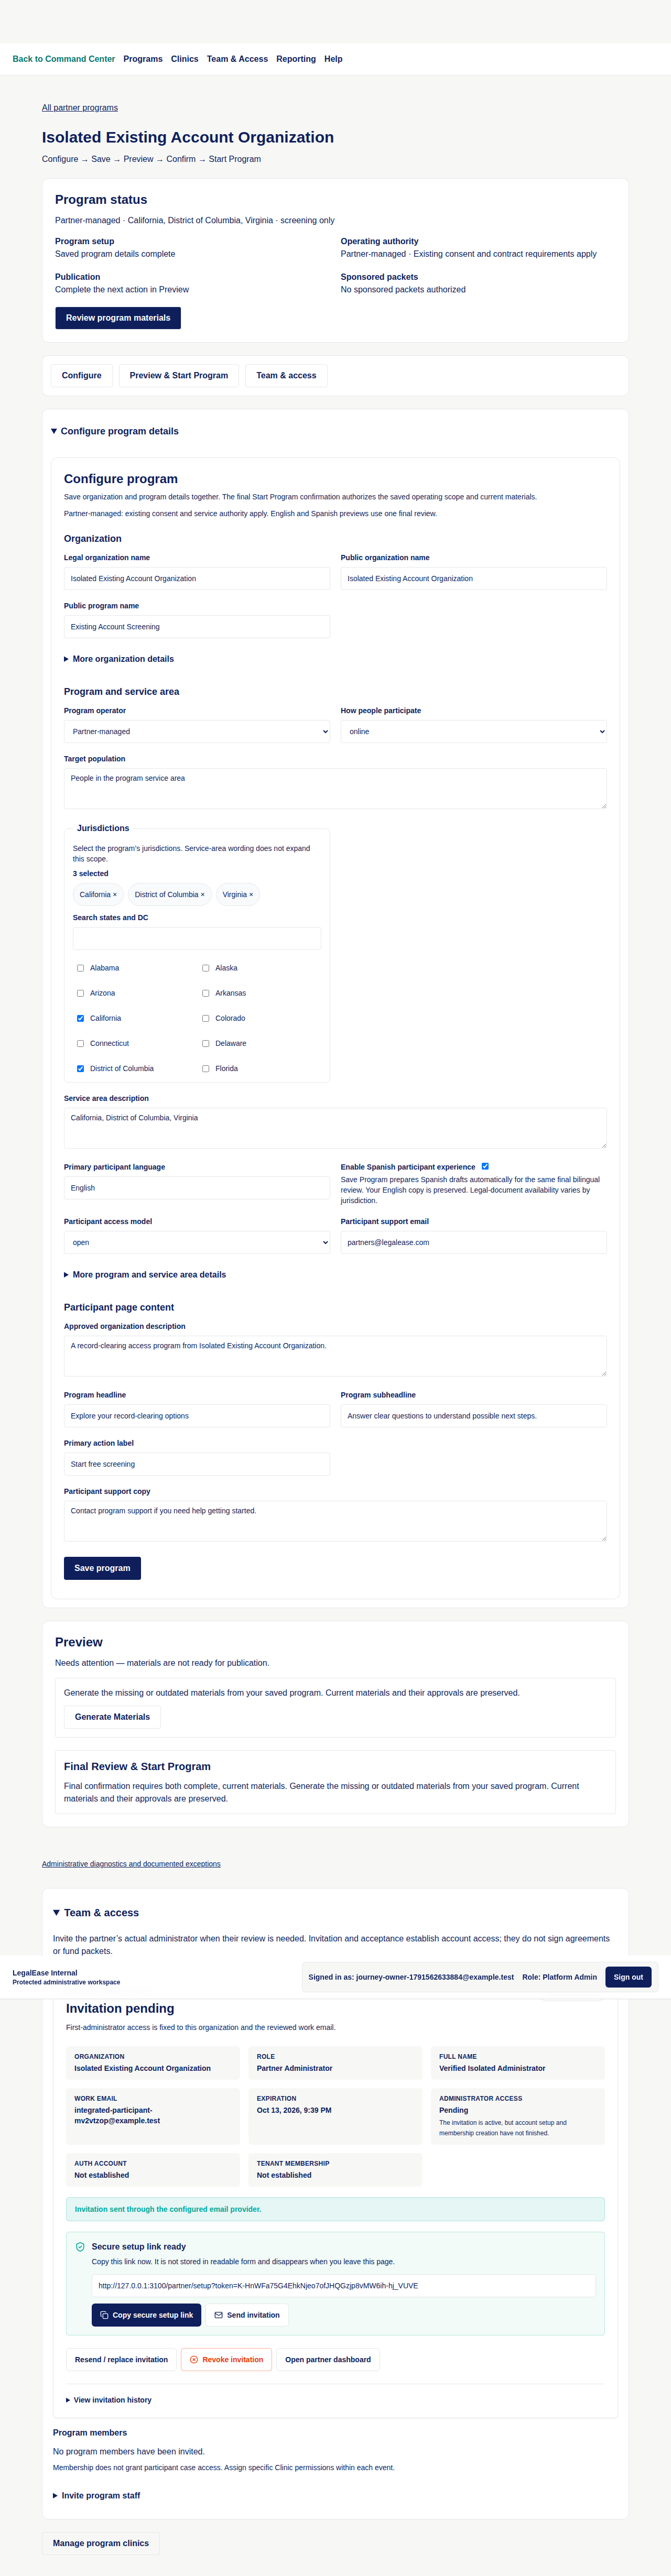 Back to Command Center Programs Clinics Team & Access Reporting Help
All partner programs
Isolated Existing Account Organization
Configure → Save → Preview → Confirm → Start Program
Program status
Partner-managed · California, District of Columbia, Virginia · screening only
Program setup
Saved program details complete
Operating authority
Partner-managed · Existing consent and contract requirements apply
Publication
Complete the next action in Preview
Sponsored packets
No sponsored packets authorized
Review program materials
Configure
Preview & Start Program
Team & access
Configure program details
Configure program
Save organization and program details together. The final Start Program confirmation authorizes the saved operating scope and current materials.
Partner-managed: existing consent and service authority apply. English and Spanish previews use one final review.
Organization
Legal organization name
Isolated Existing Account Organization
Public organization name
Isolated Existing Account Organization
Public program name
Existing Account Screening
More organization details
Program and service area
Program operator
Partner-managed
How people participate
online
Target population
People in the program service area
Jurisdictions
Select the program's jurisdictions. Service-area wording does not expand
this scope.
3 selected
California × District of Columbia × Virginia ×
Search states and DC
Alabama
Alaska
Arizona
Arkansas
California
Colorado
Connecticut
Delaware
District of Columbia
Florida
Service area description
California, District of Columbia, Virginia
Primary participant language
English
Enable Spanish participant experience
Save Program prepares Spanish drafts automatically for the same final bilingual
review. Your English copy is preserved. Legal-document availability varies by
jurisdiction.
Participant access model
open
Participant support email
partners@legalease.com
More program and service area details
Participant page content
Approved organization description
A record-clearing access program from Isolated Existing Account Organization.
Program headline
Explore your record-clearing options
Program subheadline
Answer clear questions to understand possible next steps.
Primary action label
Start free screening
Participant support copy
Contact program support if you need help getting started.
Save program
Preview
Needs attention — materials are not ready for publication.
Generate the missing or outdated materials from your saved program. Current materials and their approvals are preserved.
Generate Materials
Final Review & Start Program
Final confirmation requires both complete, current materials. Generate the missing or outdated materials from your saved program. Current
materials and their approvals are preserved.
Administrative diagnostics and documented exceptions
Team & access
Invite the partner's actual administrator when their review is needed. Invitation and acceptance establish account access; they do not sign agreements
or fund packets.
LegalEase Internal
Protected administrative workspace
Signed in as: journey-owner-1791562633884@example.test Role: Platform Admin Sign out
Invitation pending
First-administrator access is fixed to this organization and the reviewed work email.
ORGANIZATION
Isolated Existing Account Organization
ROLE
Partner Administrator
FULL NAME
Verified Isolated Administrator
WORK EMAIL
integrated-participant-
mv2vtzop@example.test
EXPIRATION
Oct 13, 2026, 9:39 PM
ADMINISTRATOR ACCESS
Pending
The invitation is active, but account setup and
membership creation have not finished.
AUTH ACCOUNT
Not established
TENANT MEMBERSHIP
Not established
Invitation sent through the configured email provider.
Secure setup link ready
Copy this link now. It is not stored in readable form and disappears when you leave this page.
http://127.0.0.1:3100/partner/setup?token=K-HnWFa75G4EhkNjeo7ofJHQGzjp8vMW6ih-hj_VUVE
Copy secure setup link
Send invitation
Resend / replace invitation
Revoke invitation
Open partner dashboard
View invitation history
Program members
No program members have been invited.
Membership does not grant participant case access. Assign specific Clinic permissions within each event.
Invite program staff
Manage program clinics